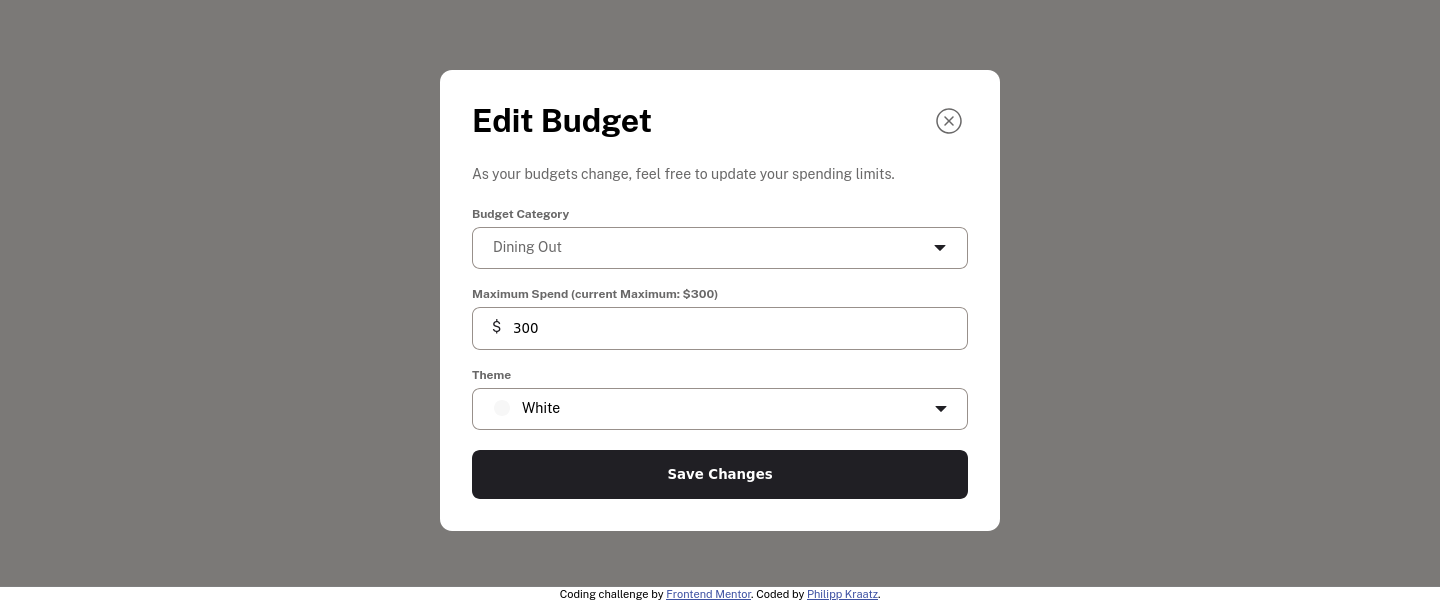 Edit Budget
As your budgets change, feel free to update your spending limits.
Budget Category
Dining Out
Maximum Spend (current Maximum: $300)
$ 300
Theme
White
Save Changes
Coding challenge by Frontend Mentor. Coded by Philipp Kraatz.